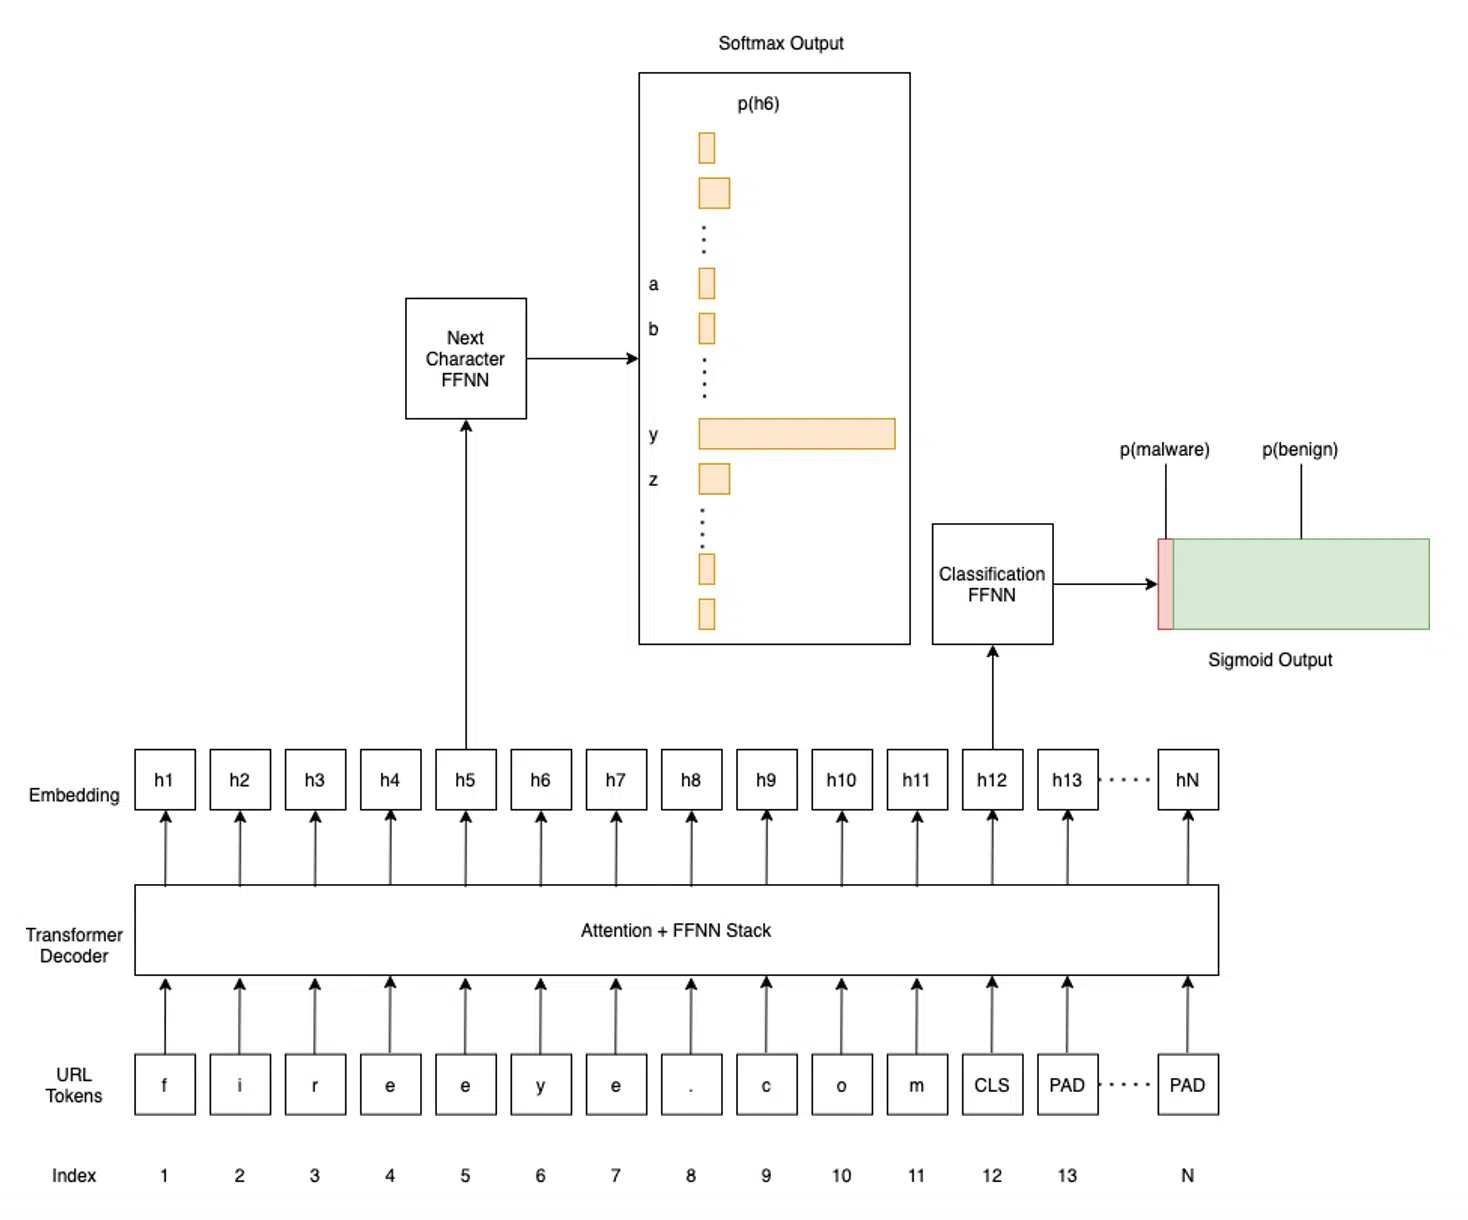 Softmax Output
p(h6)
a
b
y
z
Next
Character
FFNN
p(malware) p(benign)
Classification
FFNN
Sigmoid Output
Embedding h1 h2 h3 h4 h5 h6 h7 h8 h9 h10 h11 h12 h13 hN
Transformer
Decoder
Attention + FFNN Stack
URL
Tokens
f i r e e y e . c o m CLS PAD PAD
Index 1 2 3 4 5 6 7 8 9 10 11 12 13 N